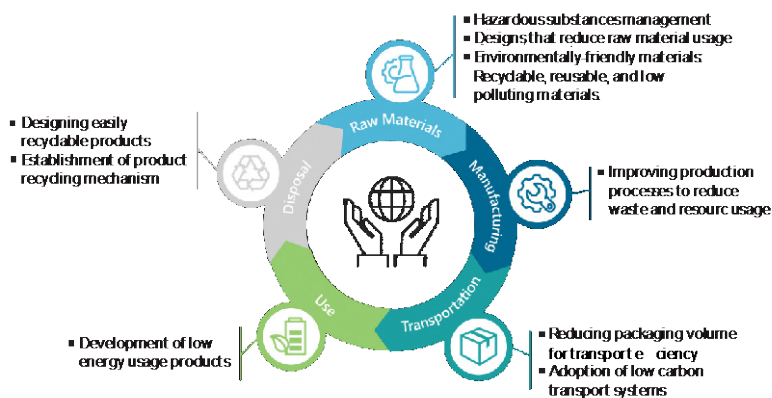 ▪ Hazardous substances management
▪ Designs that reduce raw material usage
▪ Environmentally-friendly materials:
Recyclable, reusable, and low
polluting materials.
Raw Materials
▪ Designing easily
recyclable products
▪ Establishment of product
recycling mechanism
Disposal
Manufacturing
▪ Improving production
processes to reduce
waste and resourc usage
Use
Transportation
▪ Development of low
energy usage products
▪ Reducing packaging volume
for transport e ciency
▪ Adoption of low carbon
transport systems